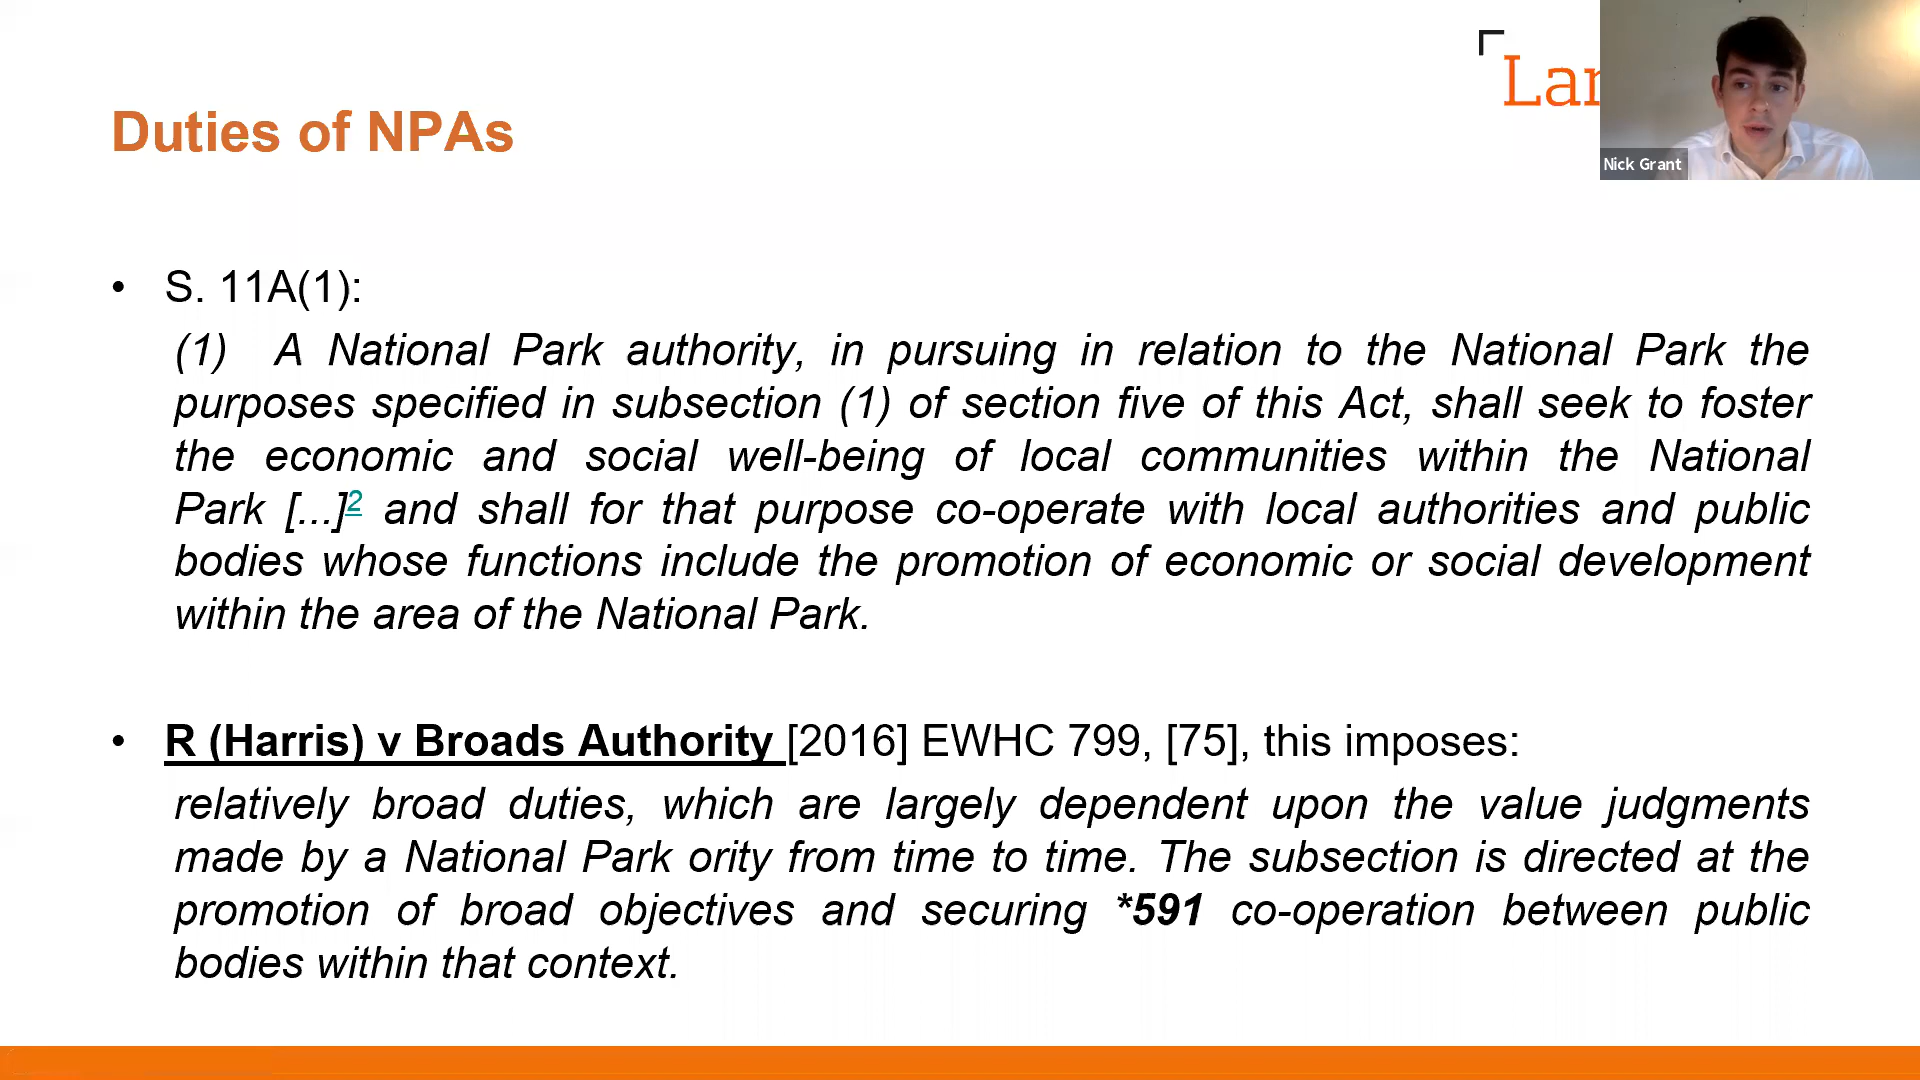 Lar
Nick Grant
Duties of NPAs
• S. 11A(1):
(1) A National Park authority, in pursuing in relation to the National Park the
purposes specified in subsection (1) of section five of this Act, shall seek to foster
the economic and social well-being of local communities within the National
Park [...]2 and shall for that purpose co-operate with local authorities and public
bodies whose functions include the promotion of economic or social development
within the area of the National Park.
• R (Harris) v Broads Authority [2016] EWHC 799, [75], this imposes:
relatively broad duties, which are largely dependent upon the value judgments
made by a National Park ority from time to time. The subsection is directed at the
promotion of broad objectives and securing *591 co-operation between public
bodies within that context.